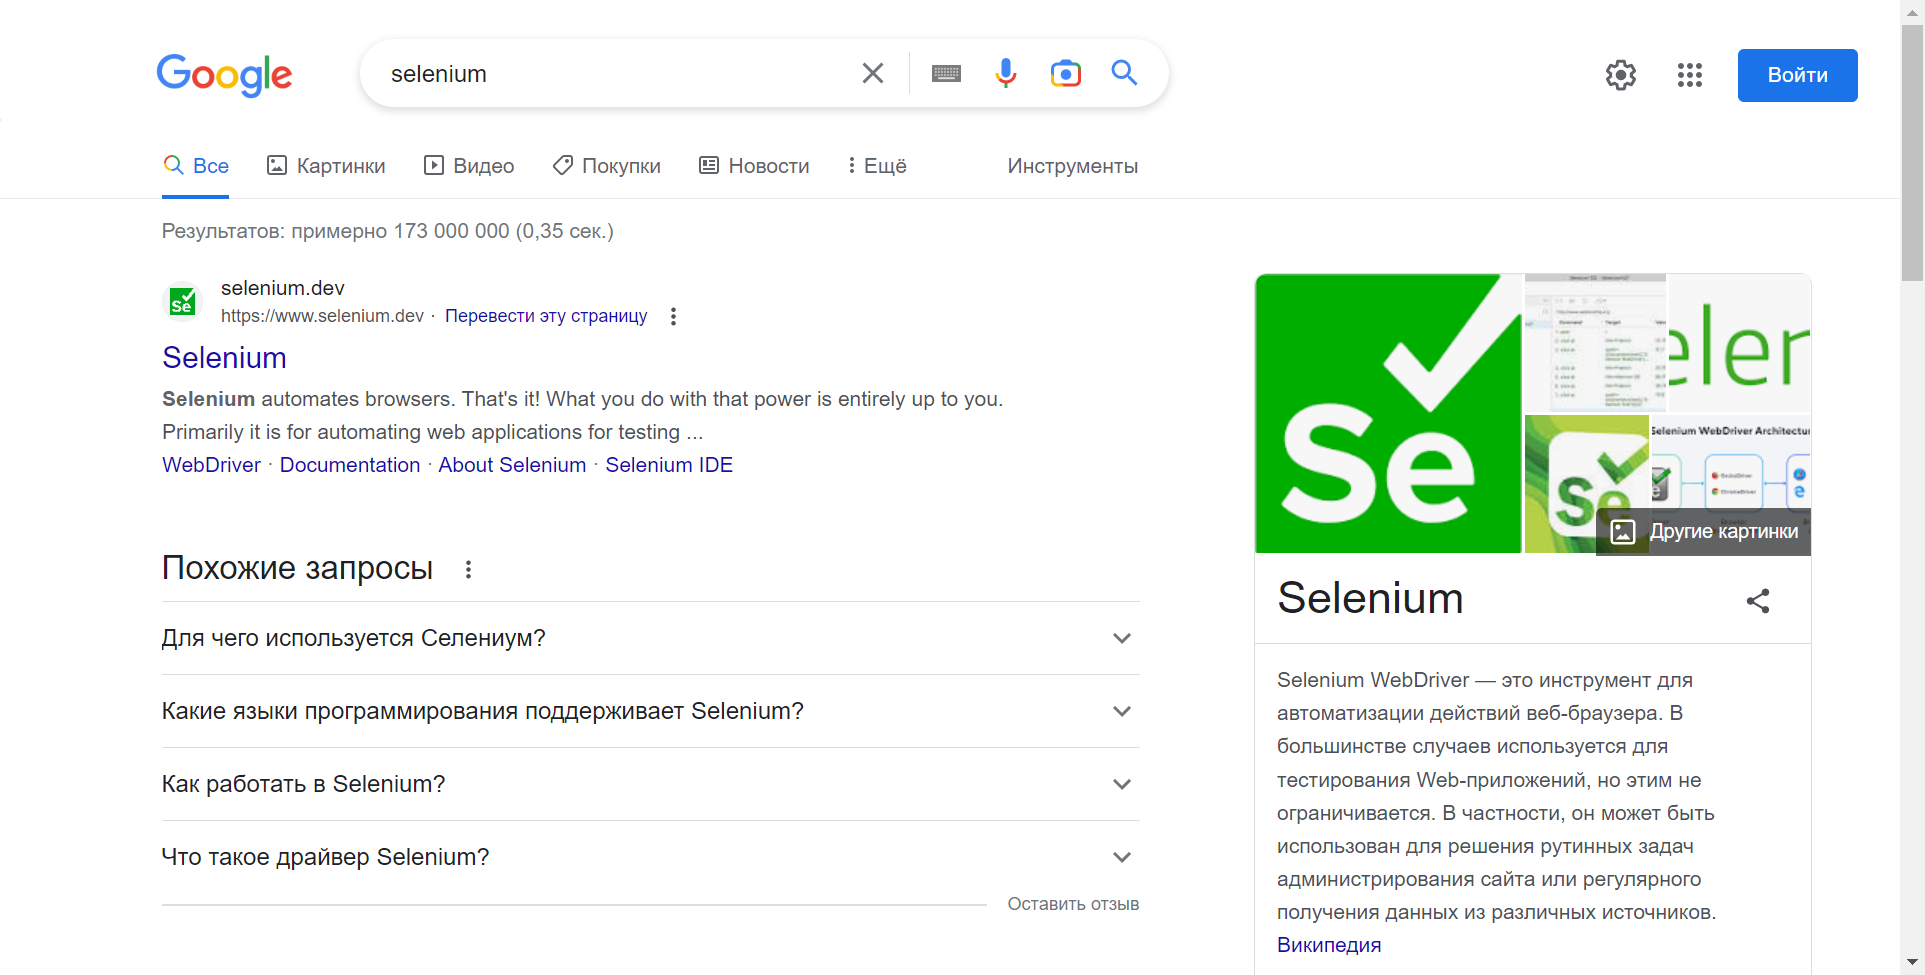 Google
selenium
Войти
Все
Картинки
Видео
Покупки
Новости
Ещё
Инструменты
Результатов: примерно 173 000 000 (0,35 сек.)
Se
selenium.dev
https://www.selenium.dev · Перевести эту страницу
Selenium
Selenium automates browsers. That's it! What you do with that power is entirely up to you.
Primarily it is for automating web applications for testing ...
WebDriver · Documentation · About Selenium · Selenium IDE
Похожие запросы
Для чего используется Селениум?
Какие языки программирования поддерживает Selenium?
Как работать в Selenium?
Что такое драйвер Selenium?
Оставить отзыв
Se
eler
Se
Selenium WebDriver Architectur
Другие картинки
Selenium
Selenium WebDriver — это инструмент для
автоматизации действий веб-браузера. В
большинстве случаев используется для
тестирования Web-приложений, но этим не
ограничивается. В частности, он может быть
использован для решения рутинных задач
администрирования сайта или регулярного
получения данных из различных источников.
Википедия